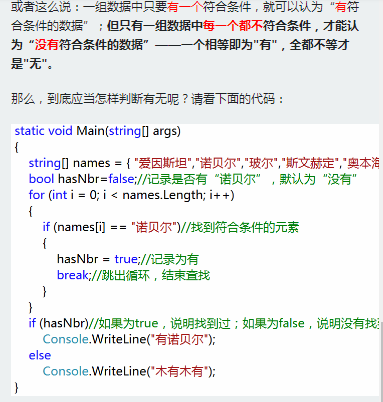 或者这么说：一组数据中只要有一个符合条件，就可以认为“有符
合条件的数据”；但只有一组数据中每一个都不符合条件，才能认
为“没有符合条件的数据”——一个相等即为"有"，全都不等才
是"无"。
那么，到底应当怎样判断有无呢？请看下面的代码：
static void Main(string[] args)
{
string[] names = { "爱因斯坦","诺贝尔","玻尔","斯文赫定","奥本海
bool hasNbr=false;//记录是否有“诺贝尔”，默认为“没有”
for (int i = 0; i < names.Length; i++)
{
if (names[i] == "诺贝尔")//找到符合条件的元素
{
hasNbr = true;//记录为有
break;//跳出循环，结束查找
}
}
if (hasNbr)//如果为true，说明找到过；如果为false，说明没有找
Console.WriteLine("有诺贝尔");
else
Console.WriteLine("木有木有");
}